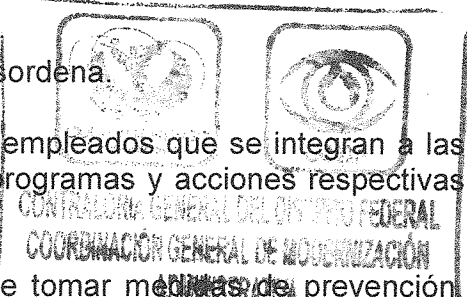 sordena.
empleados que se integran a las
rogramas y acciones respectivas
CONTRALORÍA GENERAL DEL DISTRITO FEDERAL
COORDINACIÓN GENERAL DE MODERNIZACIÓN
e tomar medidas de prevención